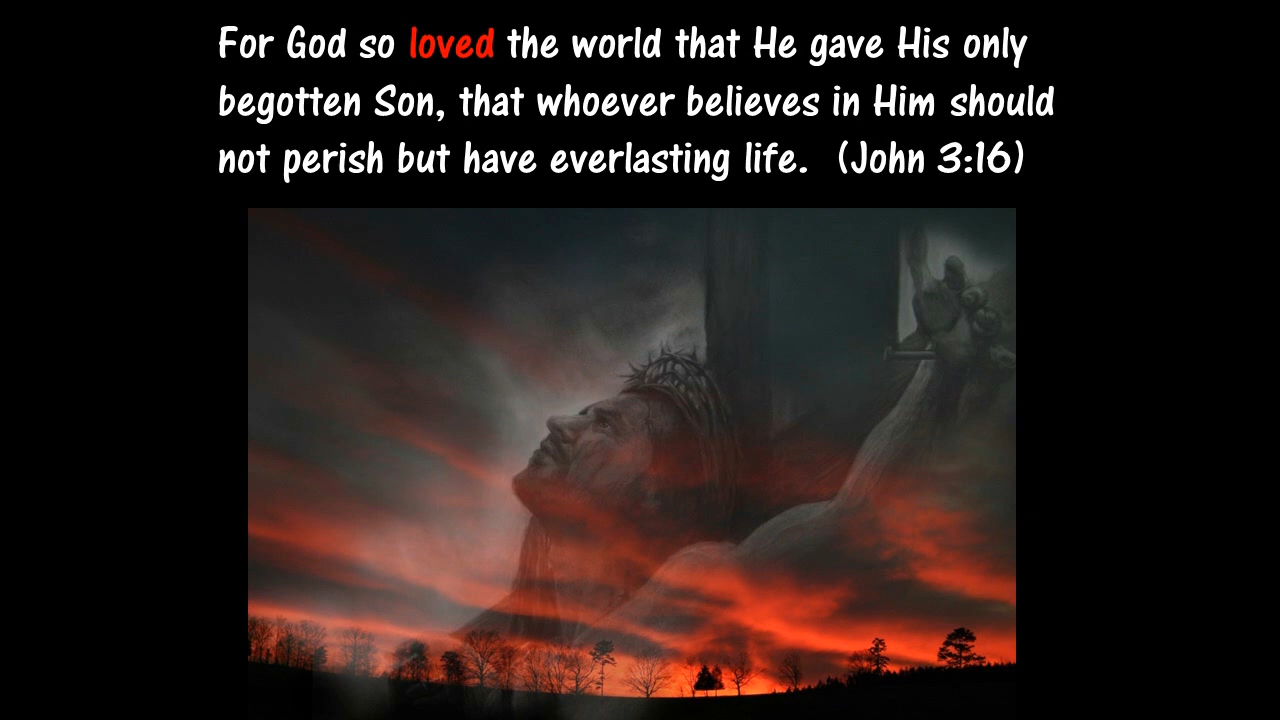 For God so loved the world that He gave His only
begotten Son, that whoever believes in Him should
not perish but have everlasting life.  (John 3:16)